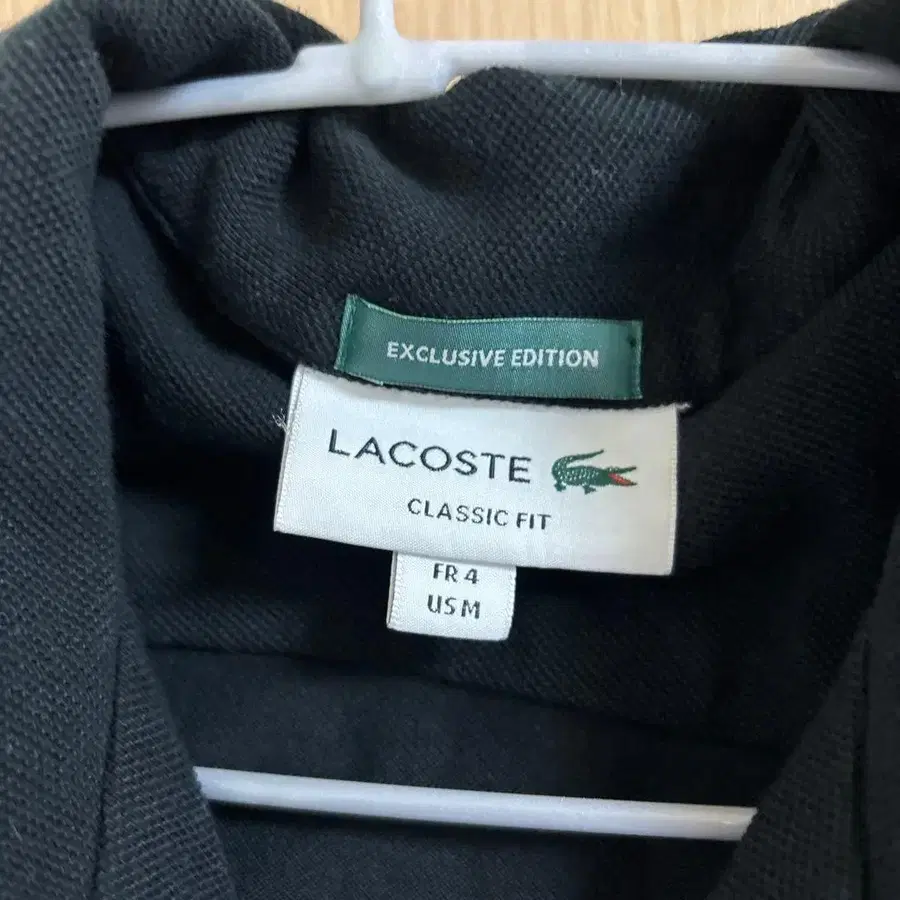 EXCLUSIVE EDITION
LACOSTE
CLASSIC FIT
FR 4
US M